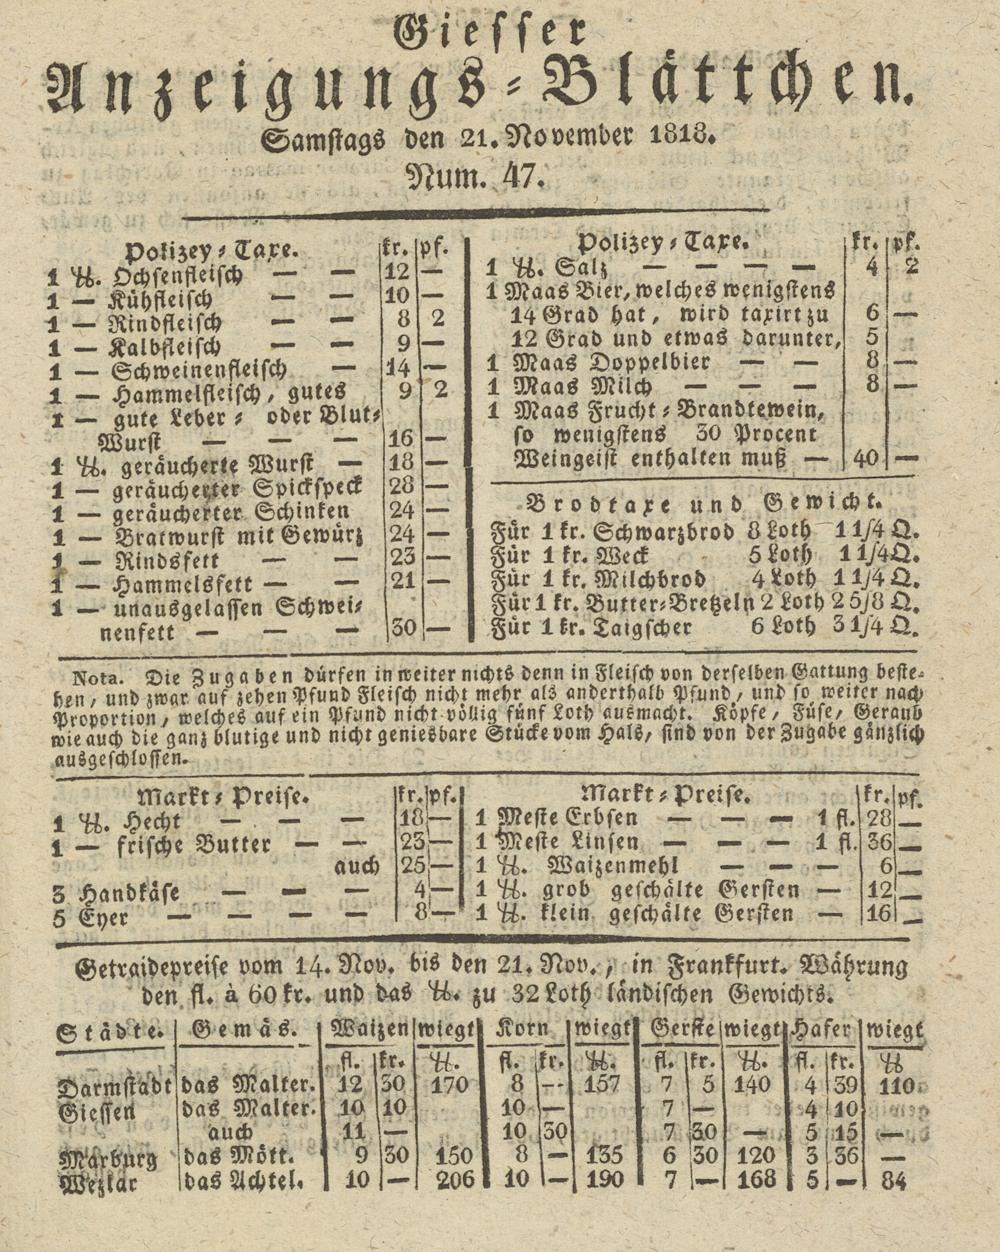 Giesser
Anzeigungs-Blättchen.
Samstags den 21. November 1818.
Num. 47.
Polizey-Taxe. kr. pf.
1 ℔. Ochsenfleisch — — 12 —
1 — Kühfleisch — — 10 —
1 — Rindfleisch — — 8 2
1 — Kalbfleisch — — 9 —
1 — Schweinenfleisch — 14 —
1 — Hammelfleisch, gutes 9 2
1 — gute Leber- oder Blut-
Wurst — — — 16 —
1 ℔. geräucherte Wurst — 18 —
1 — geräucherter Spickspeck 28 —
1 — geräucherter Schinken 24 —
1 — Bratwurst mit Gewürz 24 —
1 — Rindsfett — — 23 —
1 — Hammelsfett — — 21 —
1 — unausgelassen Schwei-
nenfett — — — 30 —
Polizey-Taxe. kr. pf.
1 ℔. Salz — — — — 4 2
1 Maas Bier, welches wenigstens
14 Grad hat, wird taxirt zu 6 —
12 Grad und etwas darunter, 5
1 Maas Doppelbier — — 8 —
1 Maas Milch — — — 8 —
1 Maas Frucht-Brandtewein,
so wenigstens 30 Procent
Weingeist enthalten muß — 40 —
Brodtaxe und Gewicht.
Für 1 kr. Schwarzbrod 8 Loth 1 1/4 Q.
Für 1 kr. Weck 5 Loth 1 1/4 Q.
Für 1 kr. Milchbrod 4 Loth 1 1/4 Q.
Für 1 kr. Butter-Bretzeln 2 Loth 2 5/8 Q.
Für 1 kr. Taigscher 6 Loth 3 1/4 Q.
Nota. Die Zugaben dürfen in weiter nichts denn in Fleisch von derselben Gattung beste-
hen, und zwar auf zehen Pfund Fleisch nicht mehr als anderthalb Pfund, und so weiter nach
Proportion, welches auf ein Pfund nicht völlig fünf Loth ausmacht. Köpfe, Füse, Geraub
wie auch die ganz blutige und nicht geniesbare Stücke vom Hals, sind von der Zugabe gänzlich
ausgeschlossen.
Markt-Preise. kr. pf.
1 ℔. Hecht — — — 18 —
1 — frische Butter — — 23 —
auch 25 —
3 Handkäse — — — 4 —
5 Eyer — — — — 8 —
Markt-Preise. kr. pf.
1 Meste Erbsen — — — 1 fl. 28 —
1 Meste Linsen — — — 1 fl. 36 —
1 ℔. Waizenmehl — — — 6 —
1 ℔. grob geschälte Gersten — 12 —
1 ℔. klein geschälte Gersten — 16 —
Getraidepreise vom 14. Nov. bis den 21. Nov., in Frankfurt. Währung
den fl. à 60 kr. und das ℔. zu 32 Loth ländischen Gewichts.
Städte. Gemäs. Waizen wiegt Korn wiegt Gerste wiegt Hafer wiegt
fl. kr. ℔. fl. kr. ℔. fl. kr. ℔. fl. kr. ℔
Darmstadt das Malter. 12 30 170 8 -- 157 7 5 140 4 39 110
Giessen das Malter. 10 10 10 — 7 — 4 10
auch 11 — 10 30 7 30 — 5 15 —
Marburg das Mött. 9 30 150 8 — 135 6 30 120 3 36 —
Wezlar das Achtel. 10 — 206 10 — 190 7 — 168 5 — 84